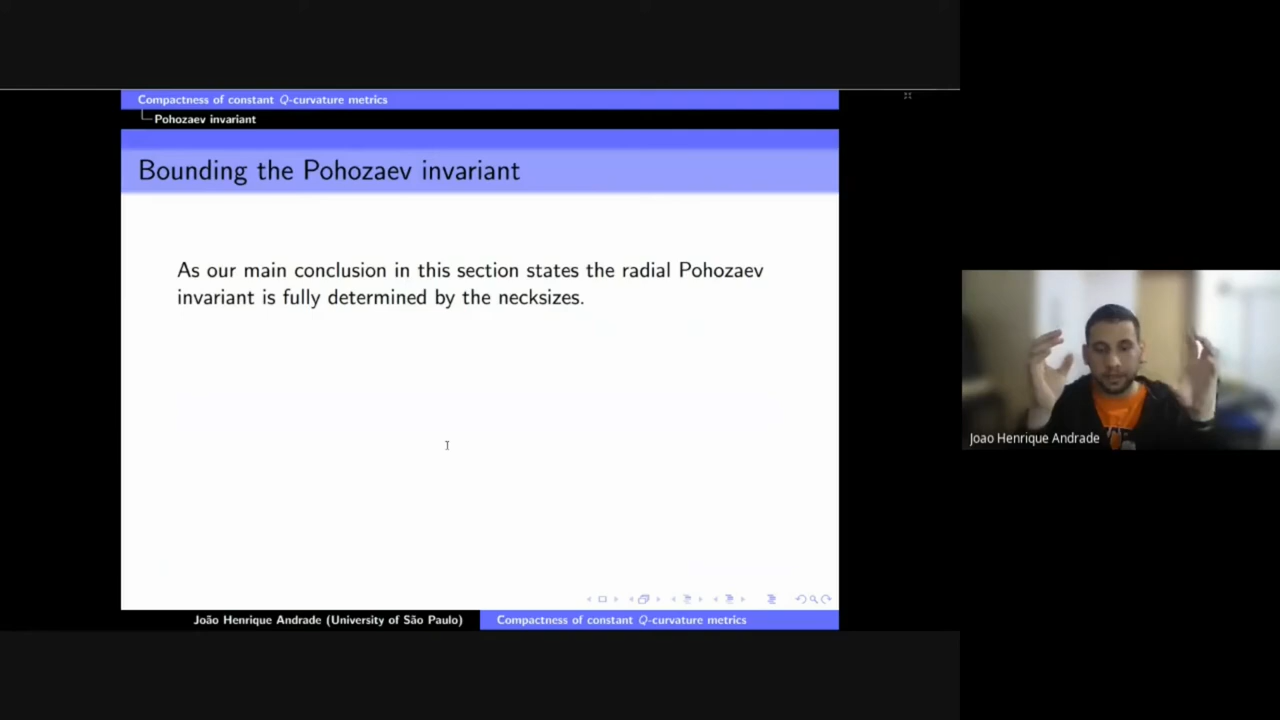 Compactness of constant Q-curvature metrics
Pohozaev invariant
Bounding the Pohozaev invariant
As our main conclusion in this section states the radial Pohozaev
invariant is fully determined by the necksizes.
Joao Henrique Andrade
João Henrique Andrade (University of São Paulo)
Compactness of constant Q-curvature metrics